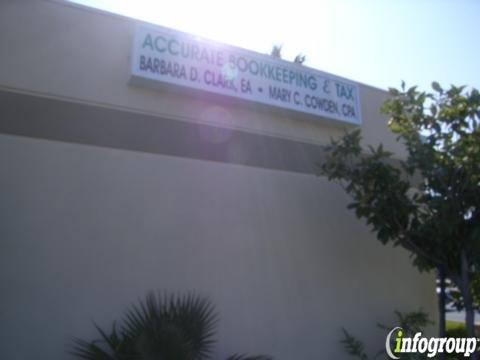 ACCURATE BOOKKEEPING & TAX
BARBARA D. CLARK, EA • MARY C. COWDEN, CPA
infogroup